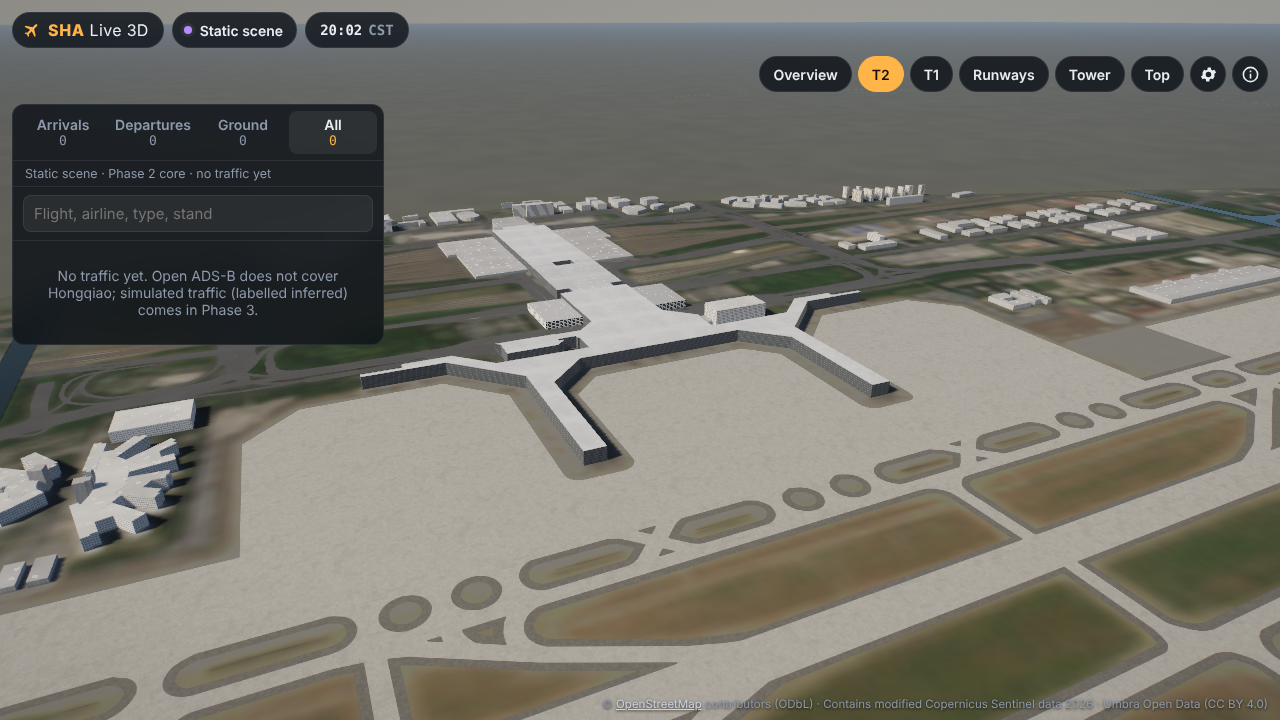 SHA Live 3D
Static scene
20:02 CST
Overview
T2
T1
Runways
Tower
Top
Arrivals
0
Departures
0
Ground
0
All
0
Static scene · Phase 2 core · no traffic yet
Flight, airline, type, stand
No traffic yet. Open ADS-B does not cover
Hongqiao; simulated traffic (labelled inferred)
comes in Phase 3.
© OpenStreetMap contributors (ODbL) · Contains modified Copernicus Sentinel data 2026 · Umbra Open Data (CC BY 4.0)